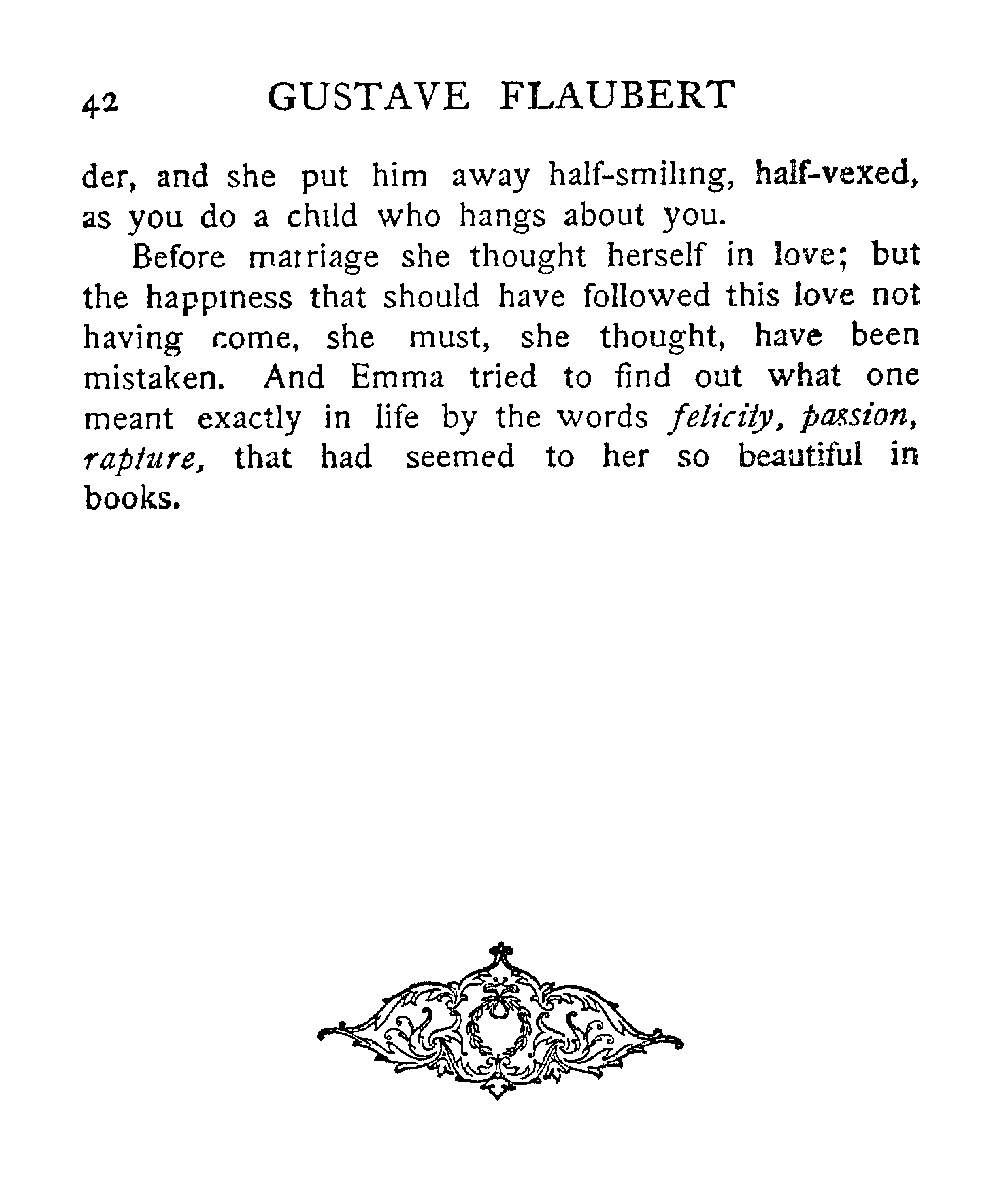 42 GUSTAVE FLAUBERT
der, and she put him away half-smiling, half-vexed,
as you do a child who hangs about you.
Before marriage she thought herself in love; but
the happiness that should have followed this love not
having come, she must, she thought, have been
mistaken. And Emma tried to find out what one
meant exactly in life by the words felicity, passion,
rapture, that had seemed to her so beautiful in
books.